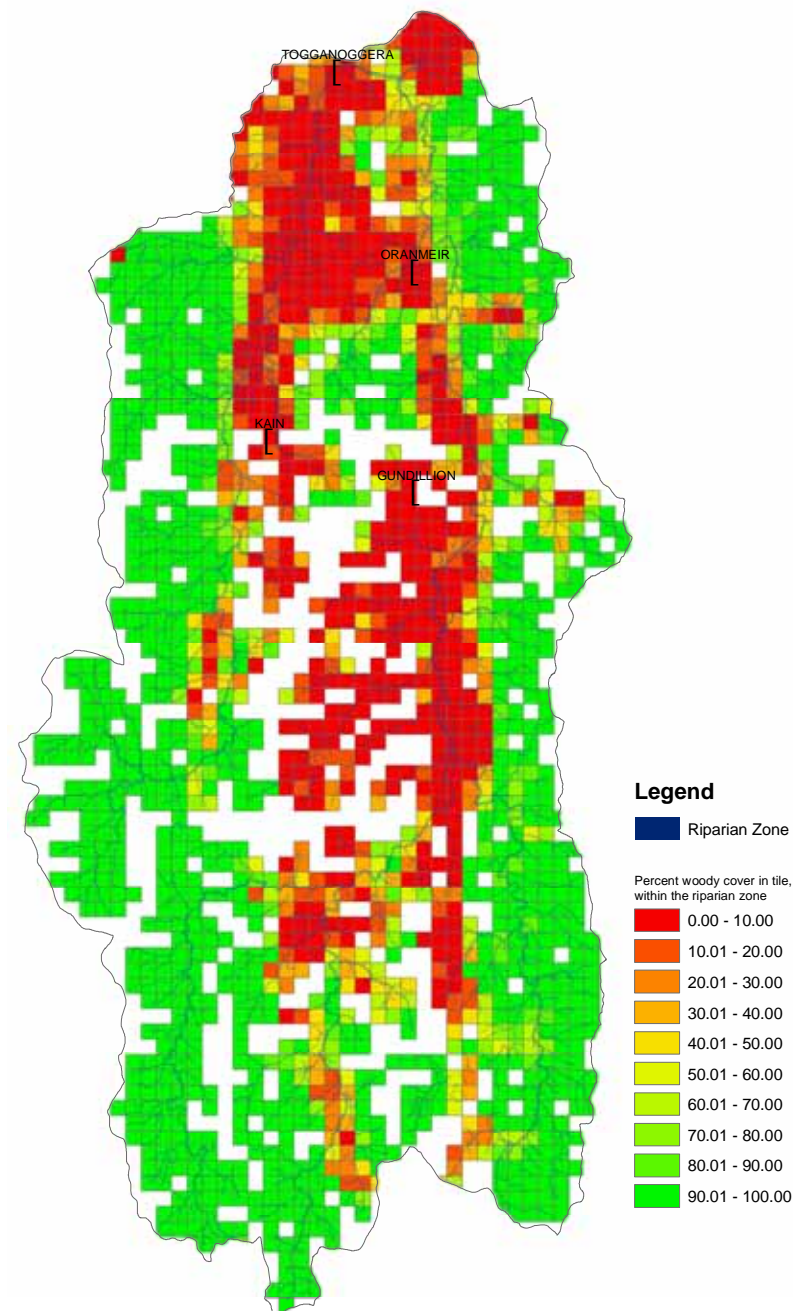 TOGGANOGGERA
ORANMEIR
KAIN
GUNDILLION
Legend
Riparian Zone
Percent woody cover in tile,
within the riparian zone
0.00 - 10.00
10.01 - 20.00
20.01 - 30.00
30.01 - 40.00
40.01 - 50.00
50.01 - 60.00
60.01 - 70.00
70.01 - 80.00
80.01 - 90.00
90.01 - 100.00